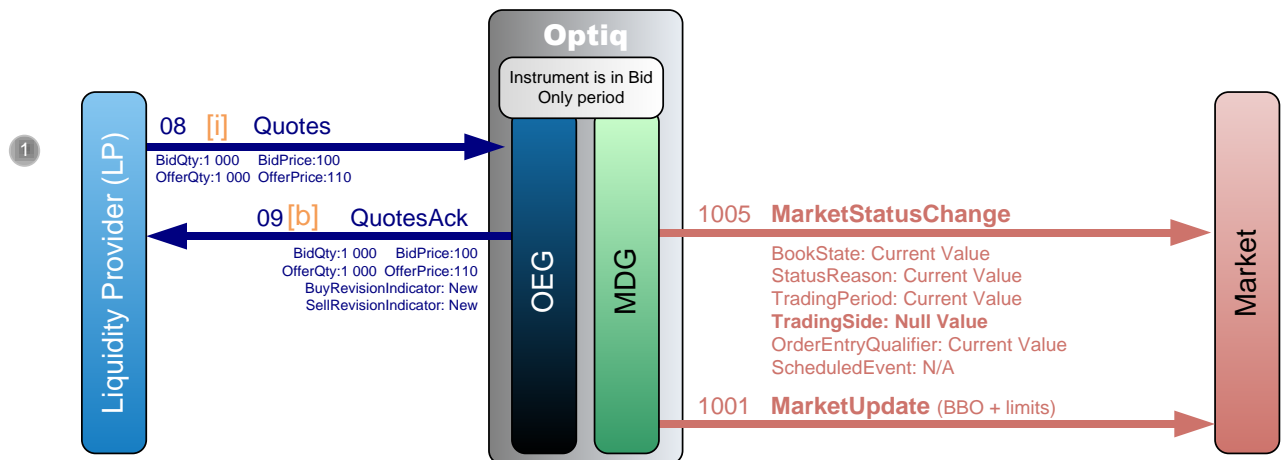 Optiq
Instrument is in Bid
Only period
1
Liquidity Provider (LP)
08 [i] Quotes
BidQty:1 000 BidPrice:100
OfferQty:1 000 OfferPrice:110
09 [b] QuotesAck
BidQty:1 000 BidPrice:100
OfferQty:1 000 OfferPrice:110
BuyRevisionIndicator: New
SellRevisionIndicator: New
OEG
MDG
1005 MarketStatusChange
BookState: Current Value
StatusReason: Current Value
TradingPeriod: Current Value
TradingSide: Null Value
OrderEntryQualifier: Current Value
ScheduledEvent: N/A
1001 MarketUpdate (BBO + limits)
Market